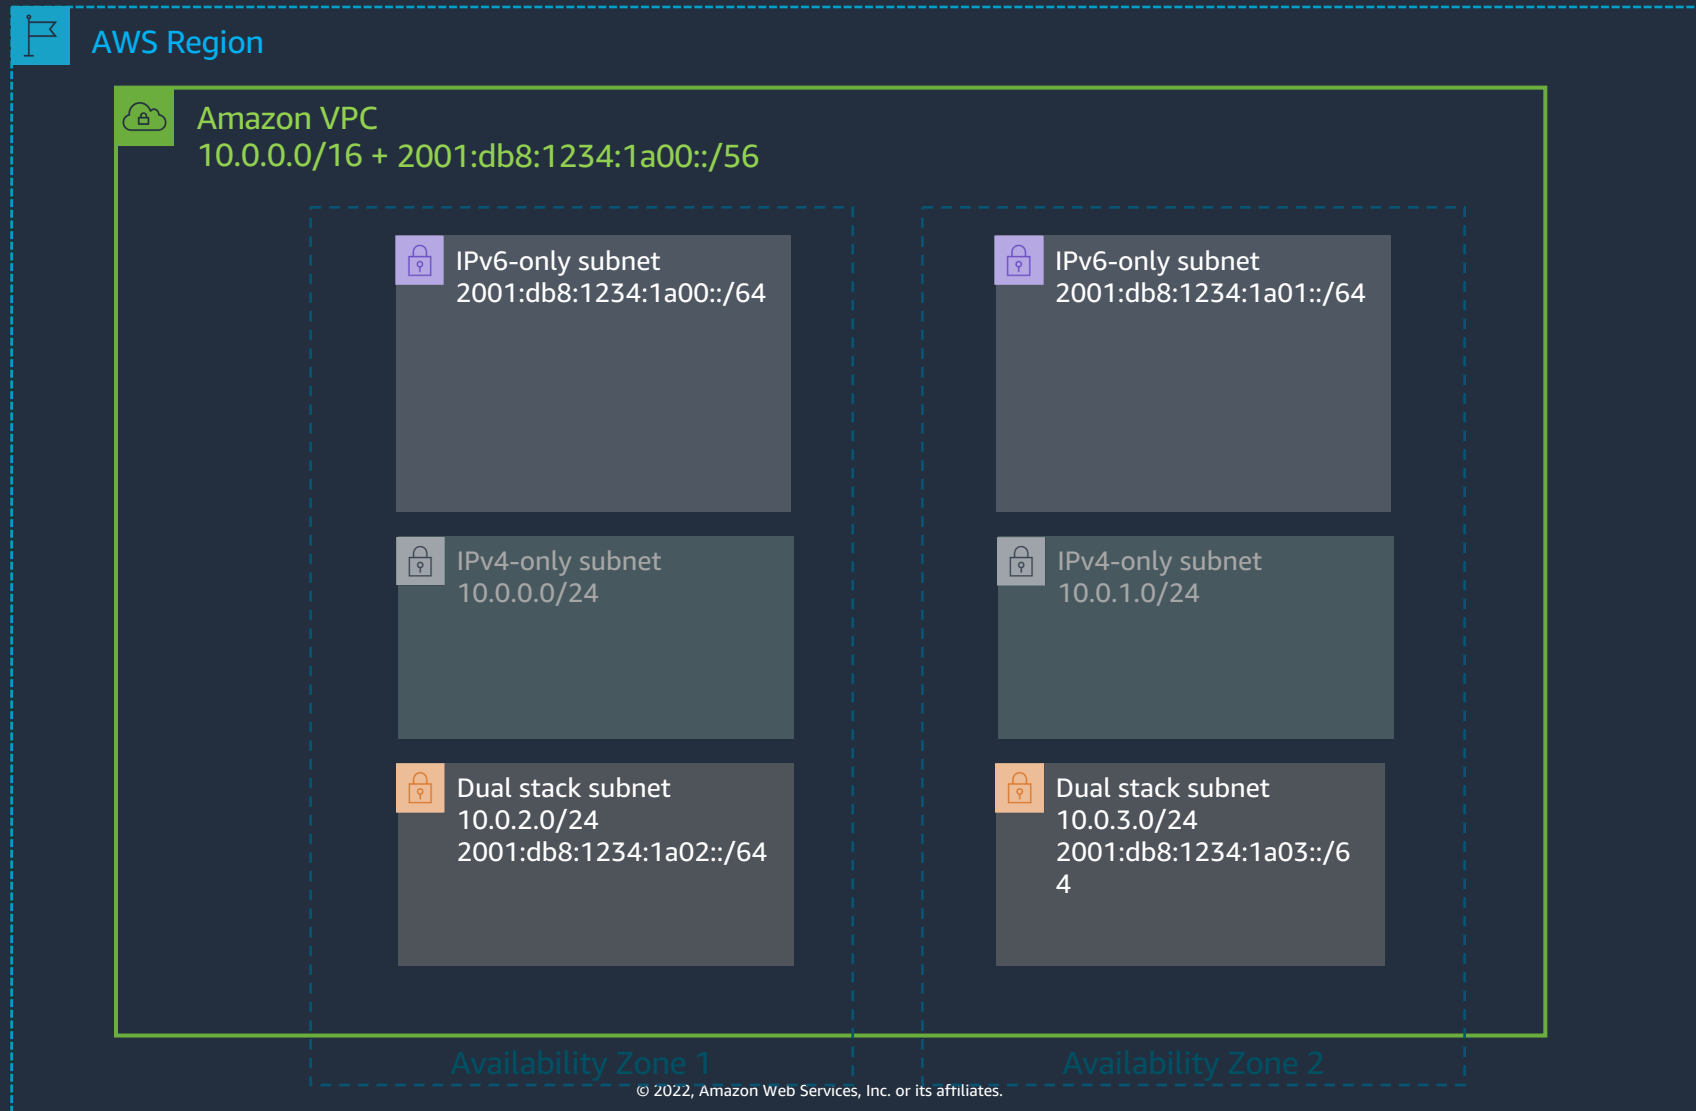 AWS Region
Amazon VPC
10.0.0.0/16 + 2001:db8:1234:1a00::/56
IPv6-only subnet
2001:db8:1234:1a00::/64
IPv6-only subnet
2001:db8:1234:1a01::/64
IPv4-only subnet
10.0.0.0/24
IPv4-only subnet
10.0.1.0/24
Dual stack subnet
10.0.2.0/24
2001:db8:1234:1a02::/64
Dual stack subnet
10.0.3.0/24
2001:db8:1234:1a03::/6
4
Availability Zone 1
Availability Zone 2
© 2022, Amazon Web Services, Inc. or its affiliates.